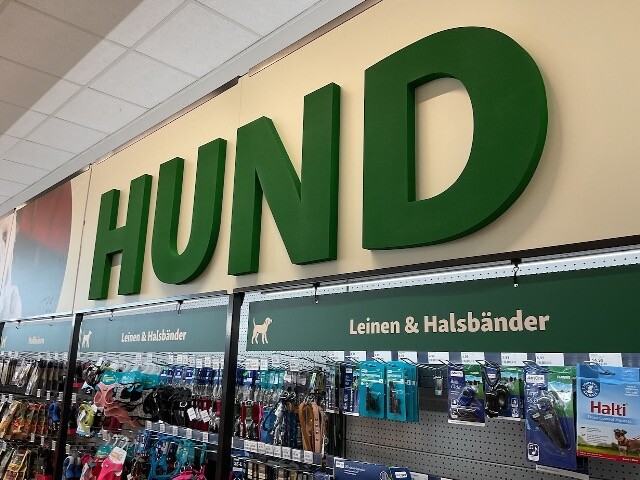 HUND
Leinen & Halsbänder
Leinen & Halsbänder
Halti